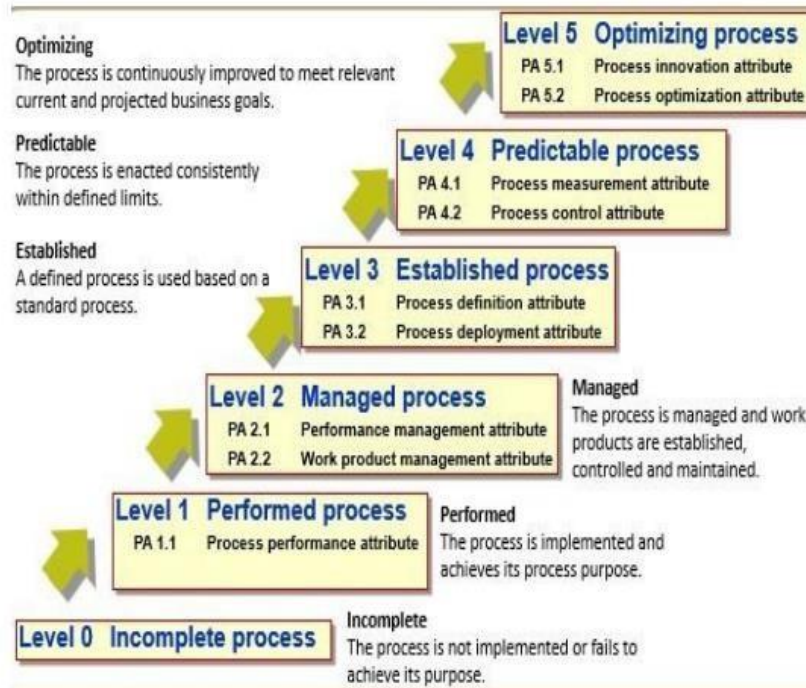 Level 5 Optimizing process
PA 5.1 Process innovation attribute
PA 5.2 Process optimization attribute
Optimizing
The process is continuously improved to meet relevant
current and projected business goals.
Level 4 Predictable process
PA 4.1 Process measurement attribute
PA 4.2 Process control attribute
Predictable
The process is enacted consistently
within defined limits.
Level 3 Established process
PA 3.1 Process definition attribute
PA 3.2 Process deployment attribute
Established
A defined process is used based on a
standard process.
Level 2 Managed process
PA 2.1 Performance management attribute
PA 2.2 Work product management attribute
Managed
The process is managed and work
products are established,
controlled and maintained.
Level 1 Performed process
PA 1.1 Process performance attribute
Performed
The process is implemented and
achieves its process purpose.
Level 0 Incomplete process
Incomplete
The process is not implemented or fails to
achieve its purpose.